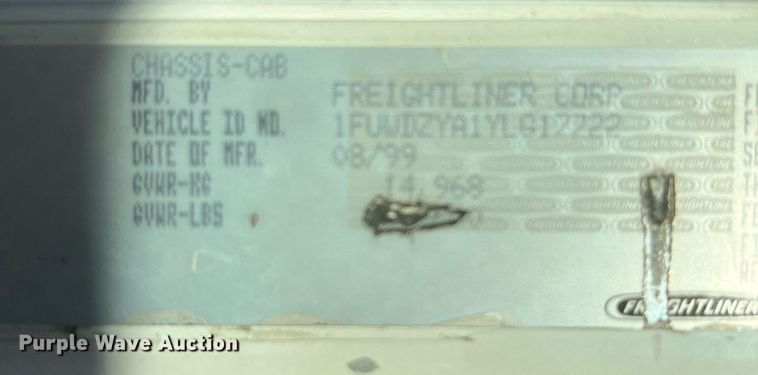 CHASSIS-CAB
MFD. BY FREIGHTLINER CORP
VEHICLE ID NO.
DATE OF MFR. 08/99
GVWR-KG 14,968
GVWR-LBS
FREIGHTLINER
Purple Wave Auction